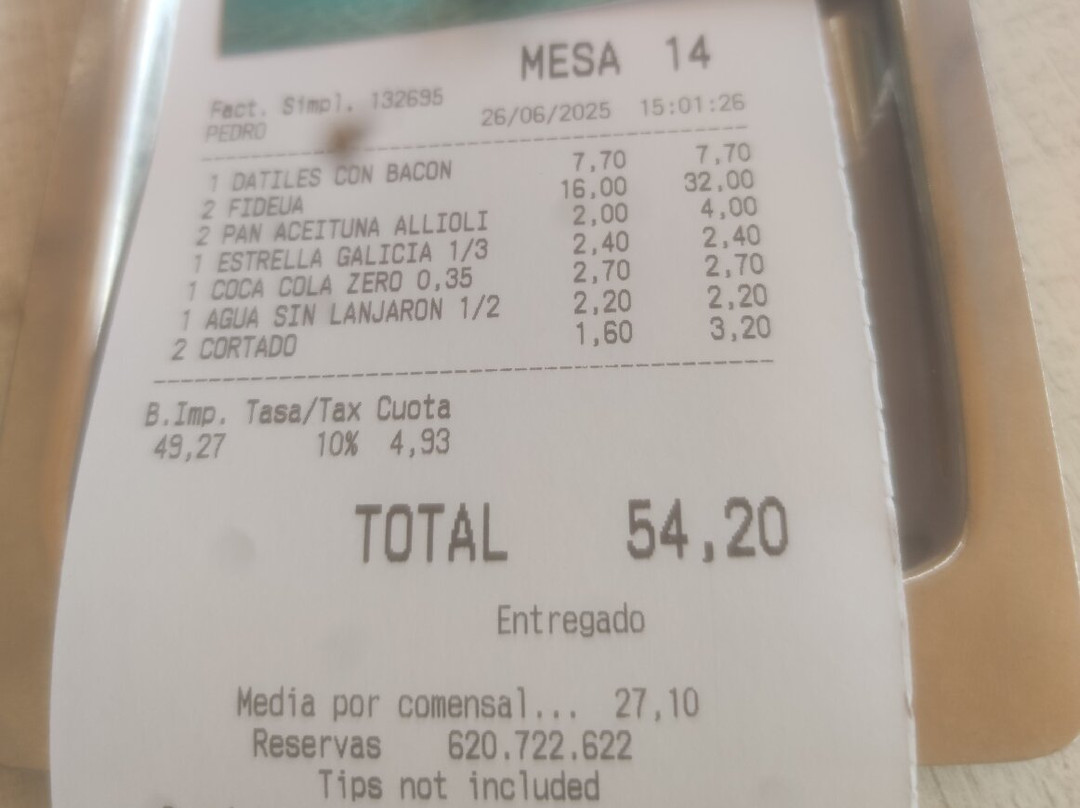 MESA 14
Fact. Simpl. 132695 26/06/2025 15:01:26
PEDRO
1 DATILES CON BACON 7,70 7,70
2 FIDEUA 16,00 32,00
2 PAN ACEITUNA ALLIOLI 2,00 4,00
1 ESTRELLA GALICIA 1/3 2,40 2,40
1 COCA COLA ZERO 0,35 2,70 2,70
1 AGUA SIN LANJARON 1/2 2,20 2,20
2 CORTADO 1,60 3,20
B.Imp. Tasa/Tax Cuota
49,27 10% 4,93
TOTAL 54,20
Entregado
Media por comensal... 27,10
Reservas 620.722.622
Tips not included